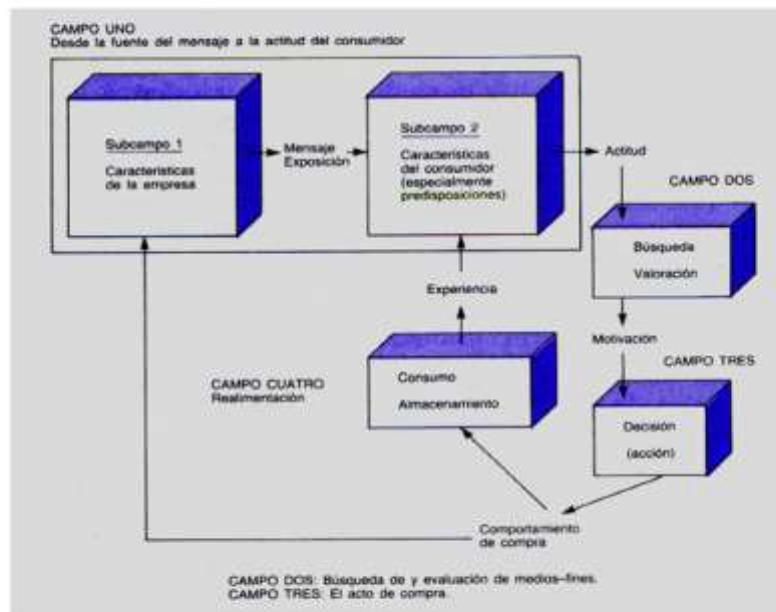 CAMPO UNO
Desde la fuente del mensaje a la actitud del consumidor
Subcampo 1
Características
de la empresa
Mensaje
Exposición
Subcampo 2
Características
del consumidor
(especialmente
predisposiciones)
Actitud
CAMPO DOS
Búsqueda
Valoración
Experiencia
Motivación
CAMPO TRES
CAMPO CUATRO
Realimentación
Consumo
Almacenamiento
Decisión
(acción)
Comportamiento
de compra
CAMPO DOS: Búsqueda de y evaluación de medios-fines.
CAMPO TRES: El acto de compra.